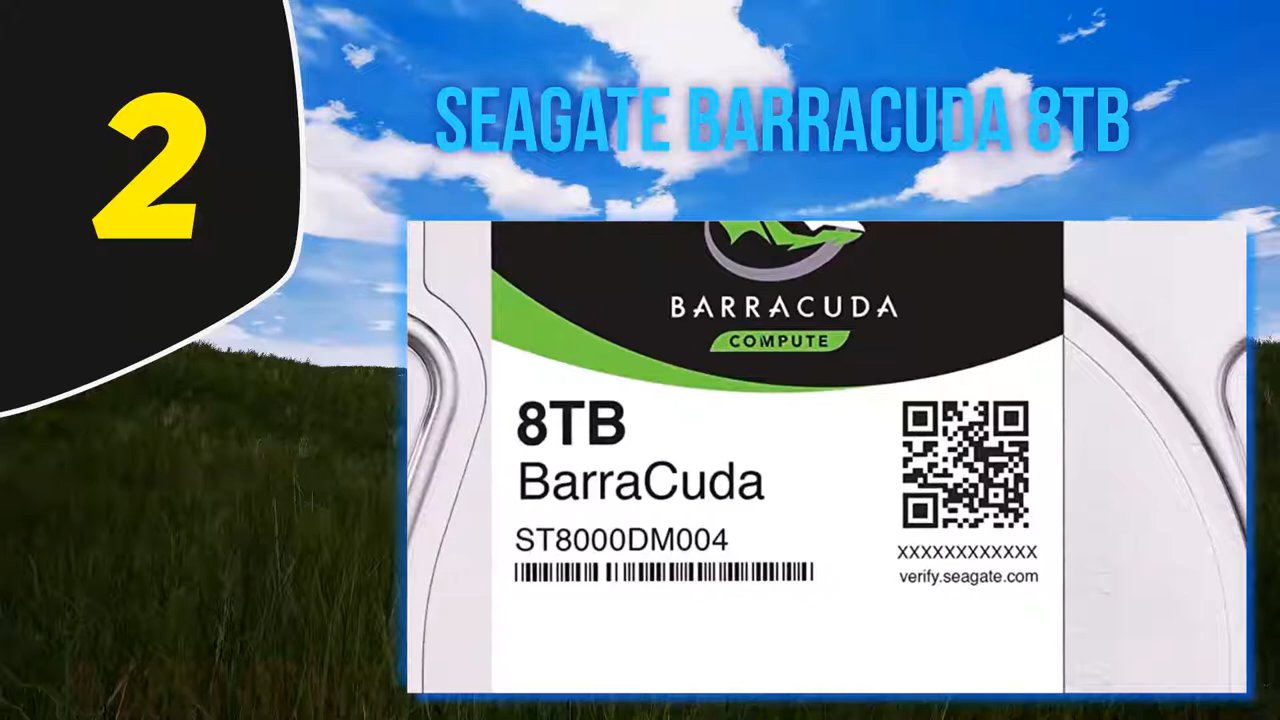 2
SEAGATE BARRACUDA 8TB
BARRACUDA
COMPUTE
8TB
BarraCuda
ST8000DM004
XXXXXXXXXXXX
verify.seagate.com